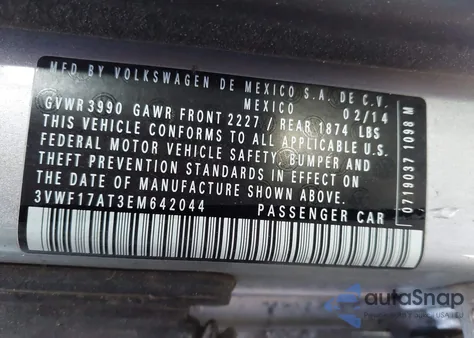 MFD BY VOLKSWAGEN DE MEXICO S.A. DE C.V.
MEXICO 02/14
GVWR 3990 GAWR FRONT 2227 / REAR 1874 LBS
THIS VEHICLE CONFORMS TO ALL APPLICABLE U.S.
FEDERAL MOTOR VEHICLE SAFETY, BUMPER AND
THEFT PREVENTION STANDARDS IN EFFECT ON
THE DATE OF MANUFACTURE SHOWN ABOVE.
3VWF17AT3EM642044 PASSENGER CAR
0719037 1098 M
autoSnap